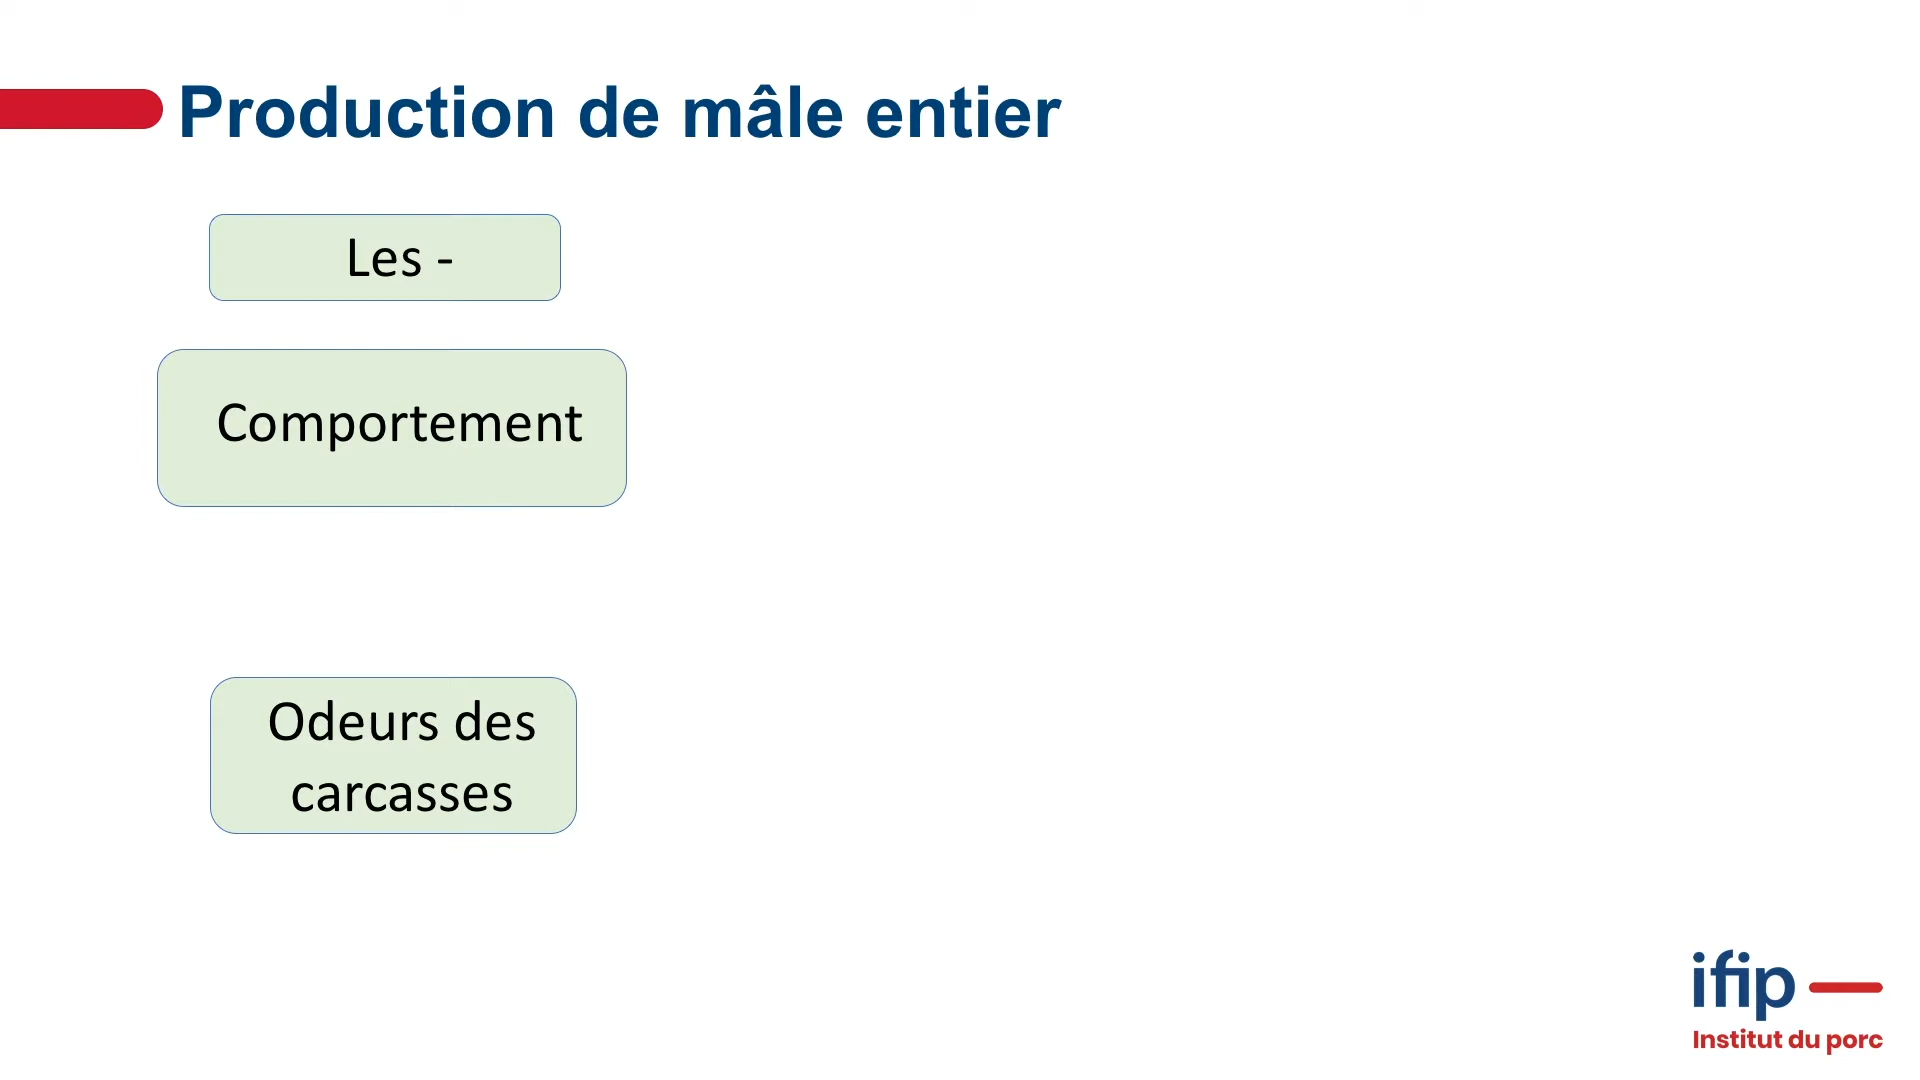 Production de mâle entier
Les -
Comportement
Odeurs des
carcasses
ifip
Institut du porc